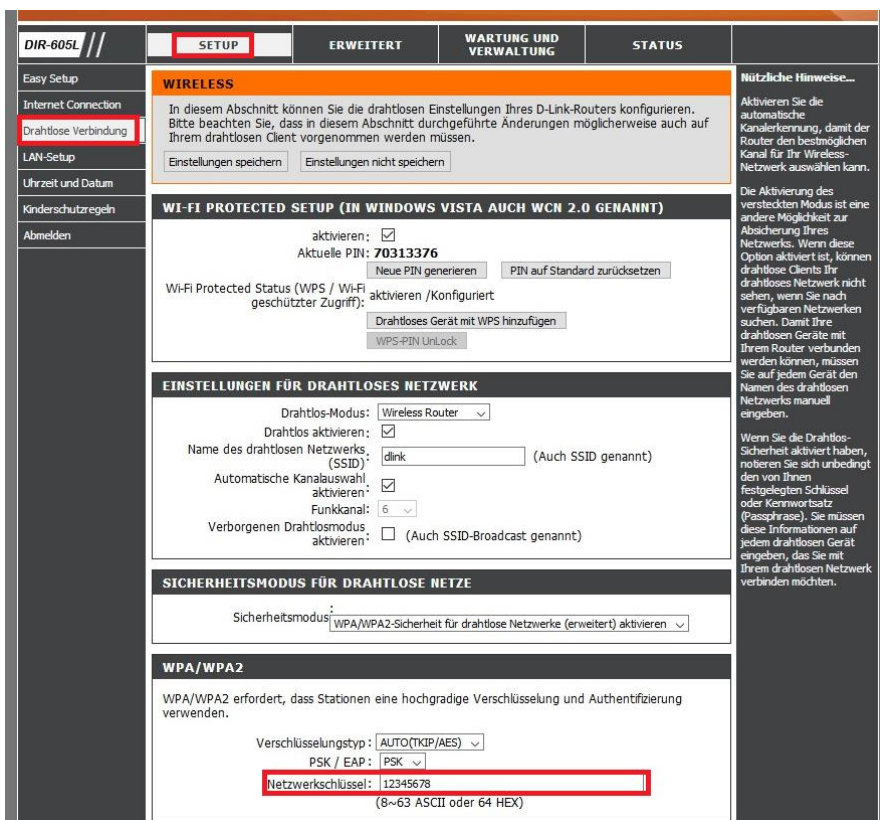 DIR-605L //
SETUP
ERWEITERT
WARTUNG UND
VERWALTUNG
STATUS
Easy Setup
Internet Connection
Drahtlose Verbindung
LAN-Setup
Uhrzeit und Datum
Kinderschutzregeln
Abmelden
WIRELESS
In diesem Abschnitt können Sie die drahtlosen Einstellungen Ihres D-Link-Routers konfigurieren.
Bitte beachten Sie, dass in diesem Abschnitt durchgeführte Änderungen möglicherweise auch auf
Ihrem drahtlosen Client vorgenommen werden müssen.
Einstellungen speichern Einstellungen nicht speichern
WI-FI PROTECTED SETUP (IN WINDOWS VISTA AUCH WCN 2.0 GENANNT)
aktivieren:
Aktuelle PIN: 70313376
Neue PIN generieren PIN auf Standard zurücksetzen
Wi-Fi Protected Status (WPS / Wi-Fi
geschützter Zugriff): aktivieren /Konfiguriert
Drahtloses Gerät mit WPS hinzufügen
WPS-PIN UnLock
EINSTELLUNGEN FÜR DRAHTLOSES NETZWERK
Drahtlos-Modus: Wireless Router
Drahtlos aktivieren:
Name des drahtlosen Netzwerks
(SSID): dlink (Auch SSID genannt)
Automatische Kanalauswahl
aktivieren:
Funkkanal: 6
Verborgenen Drahtlosmodus
aktivieren: (Auch SSID-Broadcast genannt)
SICHERHEITSMODUS FÜR DRAHTLOSE NETZE
Sicherheitsmodus: WPA/WPA2-Sicherheit für drahtlose Netzwerke (erweitert) aktivieren
WPA/WPA2
WPA/WPA2 erfordert, dass Stationen eine hochgradige Verschlüsselung und Authentifizierung
verwenden.
Verschlüsselungstyp: AUTO(TKIP/AES)
PSK / EAP: PSK
Netzwerkschlüssel: 12345678
(8~63 ASCII oder 64 HEX)
Nützliche Hinweise...
Aktivieren Sie die
automatische
Kanalerkennung, damit der
Router den bestmöglichen
Kanal für Ihr Wireless-
Netzwerk auswählen kann.
Die Aktivierung des
versteckten Modus ist eine
andere Möglichkeit zur
Absicherung Ihres
Netzwerks. Wenn diese
Option aktiviert ist, können
drahtlose Clients Ihr
drahtloses Netzwerk nicht
sehen, wenn Sie nach
verfügbaren Netzwerken
suchen. Damit Ihre
drahtlosen Geräte mit
Ihrem Router verbunden
werden können, müssen
Sie auf jedem Gerät den
Namen des drahtlosen
Netzwerks manuell
eingeben.
Wenn Sie die Drahtlos-
Sicherheit aktiviert haben,
notieren Sie sich unbedingt
den von Ihnen
festgelegten Schlüssel
oder Kennwortsatz
(Passphrase). Sie müssen
diese Informationen auf
jedem drahtlosen Gerät
eingeben, das Sie mit
Ihrem drahtlosen Netzwerk
verbinden möchten.